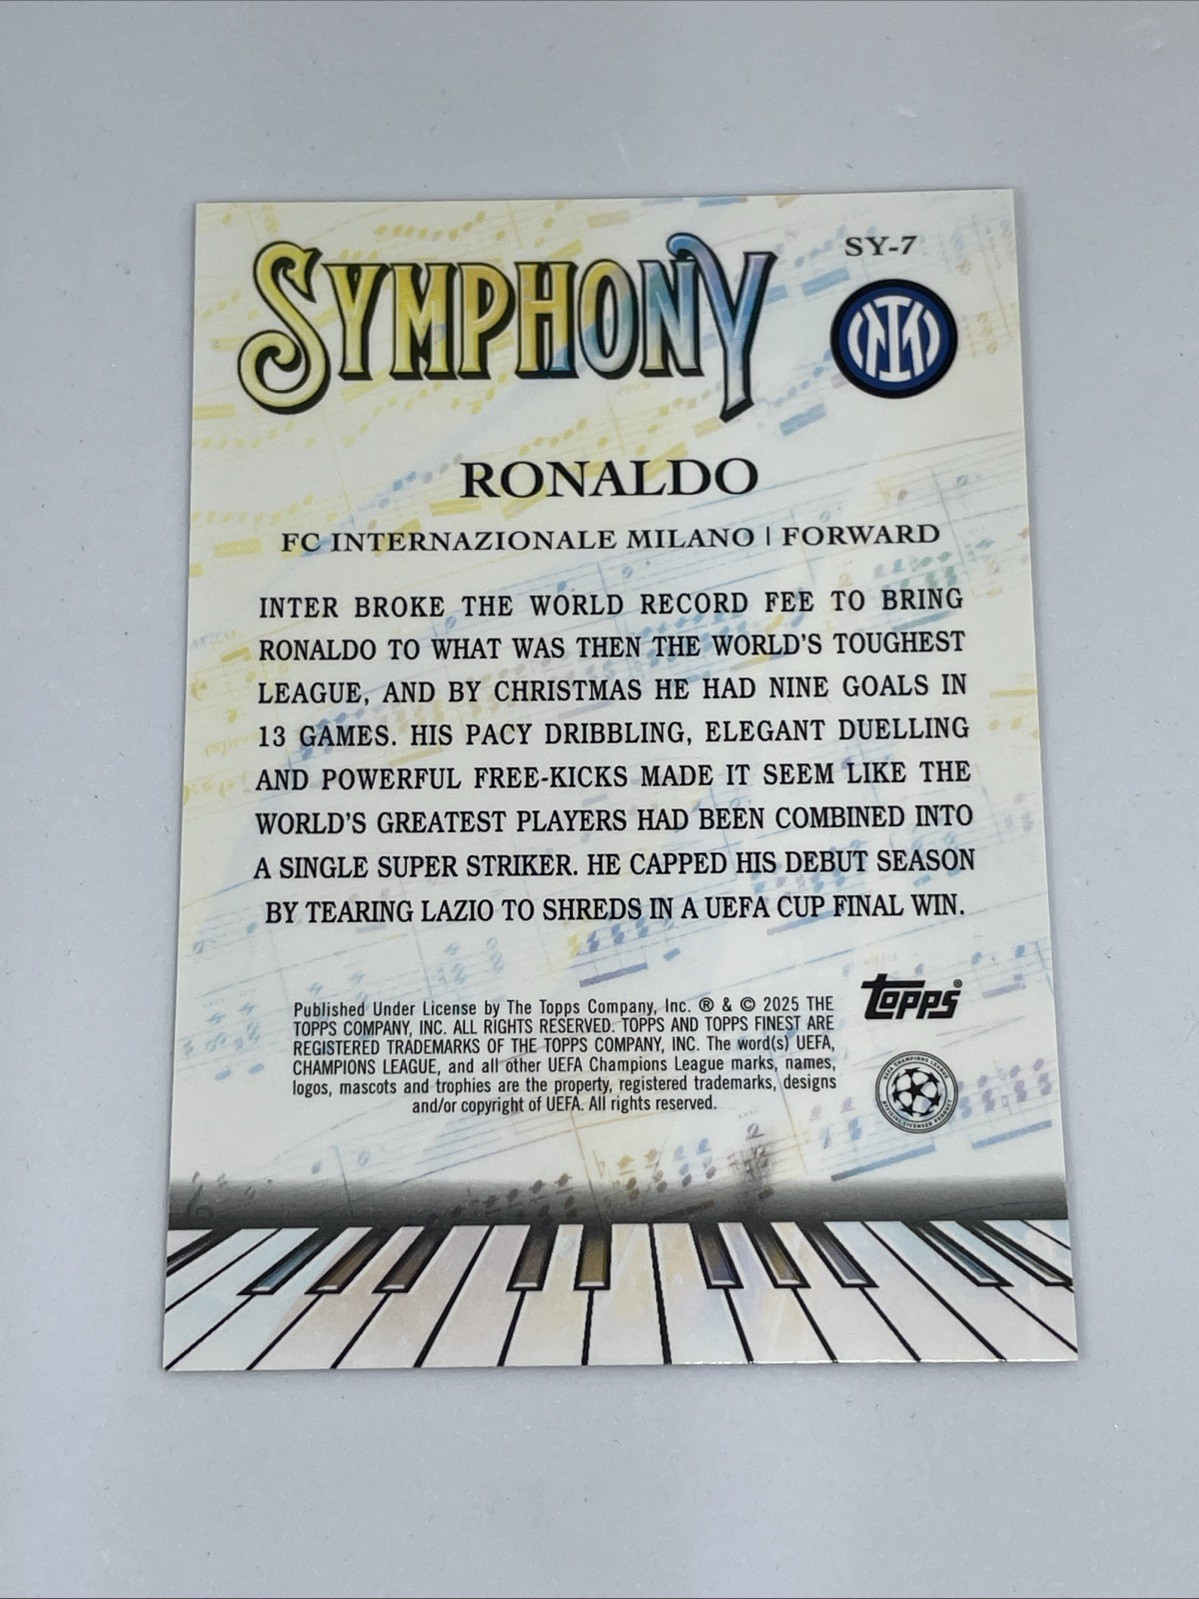 SYMPHONY
SY-7
RONALDO
FC INTERNAZIONALE MILANO | FORWARD
INTER BROKE THE WORLD RECORD FEE TO BRING
RONALDO TO WHAT WAS THEN THE WORLD'S TOUGHEST
LEAGUE, AND BY CHRISTMAS HE HAD NINE GOALS IN
13 GAMES. HIS PACY DRIBBLING, ELEGANT DUELLING
AND POWERFUL FREE-KICKS MADE IT SEEM LIKE THE
WORLD'S GREATEST PLAYERS HAD BEEN COMBINED INTO
A SINGLE SUPER STRIKER. HE CAPPED HIS DEBUT SEASON
BY TEARING LAZIO TO SHREDS IN A UEFA CUP FINAL WIN.
Published Under License by The Topps Company, Inc. ® & © 2025 THE
TOPPS COMPANY, INC. ALL RIGHTS RESERVED. TOPPS AND TOPPS FINEST ARE
REGISTERED TRADEMARKS OF THE TOPPS COMPANY, INC. The word(s) UEFA,
CHAMPIONS LEAGUE, and all other UEFA Champions League marks, names,
logos, mascots and trophies are the property, registered trademarks, designs
and/or copyright of UEFA. All rights reserved.
Topps®
UEFA CHAMPIONS LEAGUE
OFFICIAL LICENSED PRODUCT